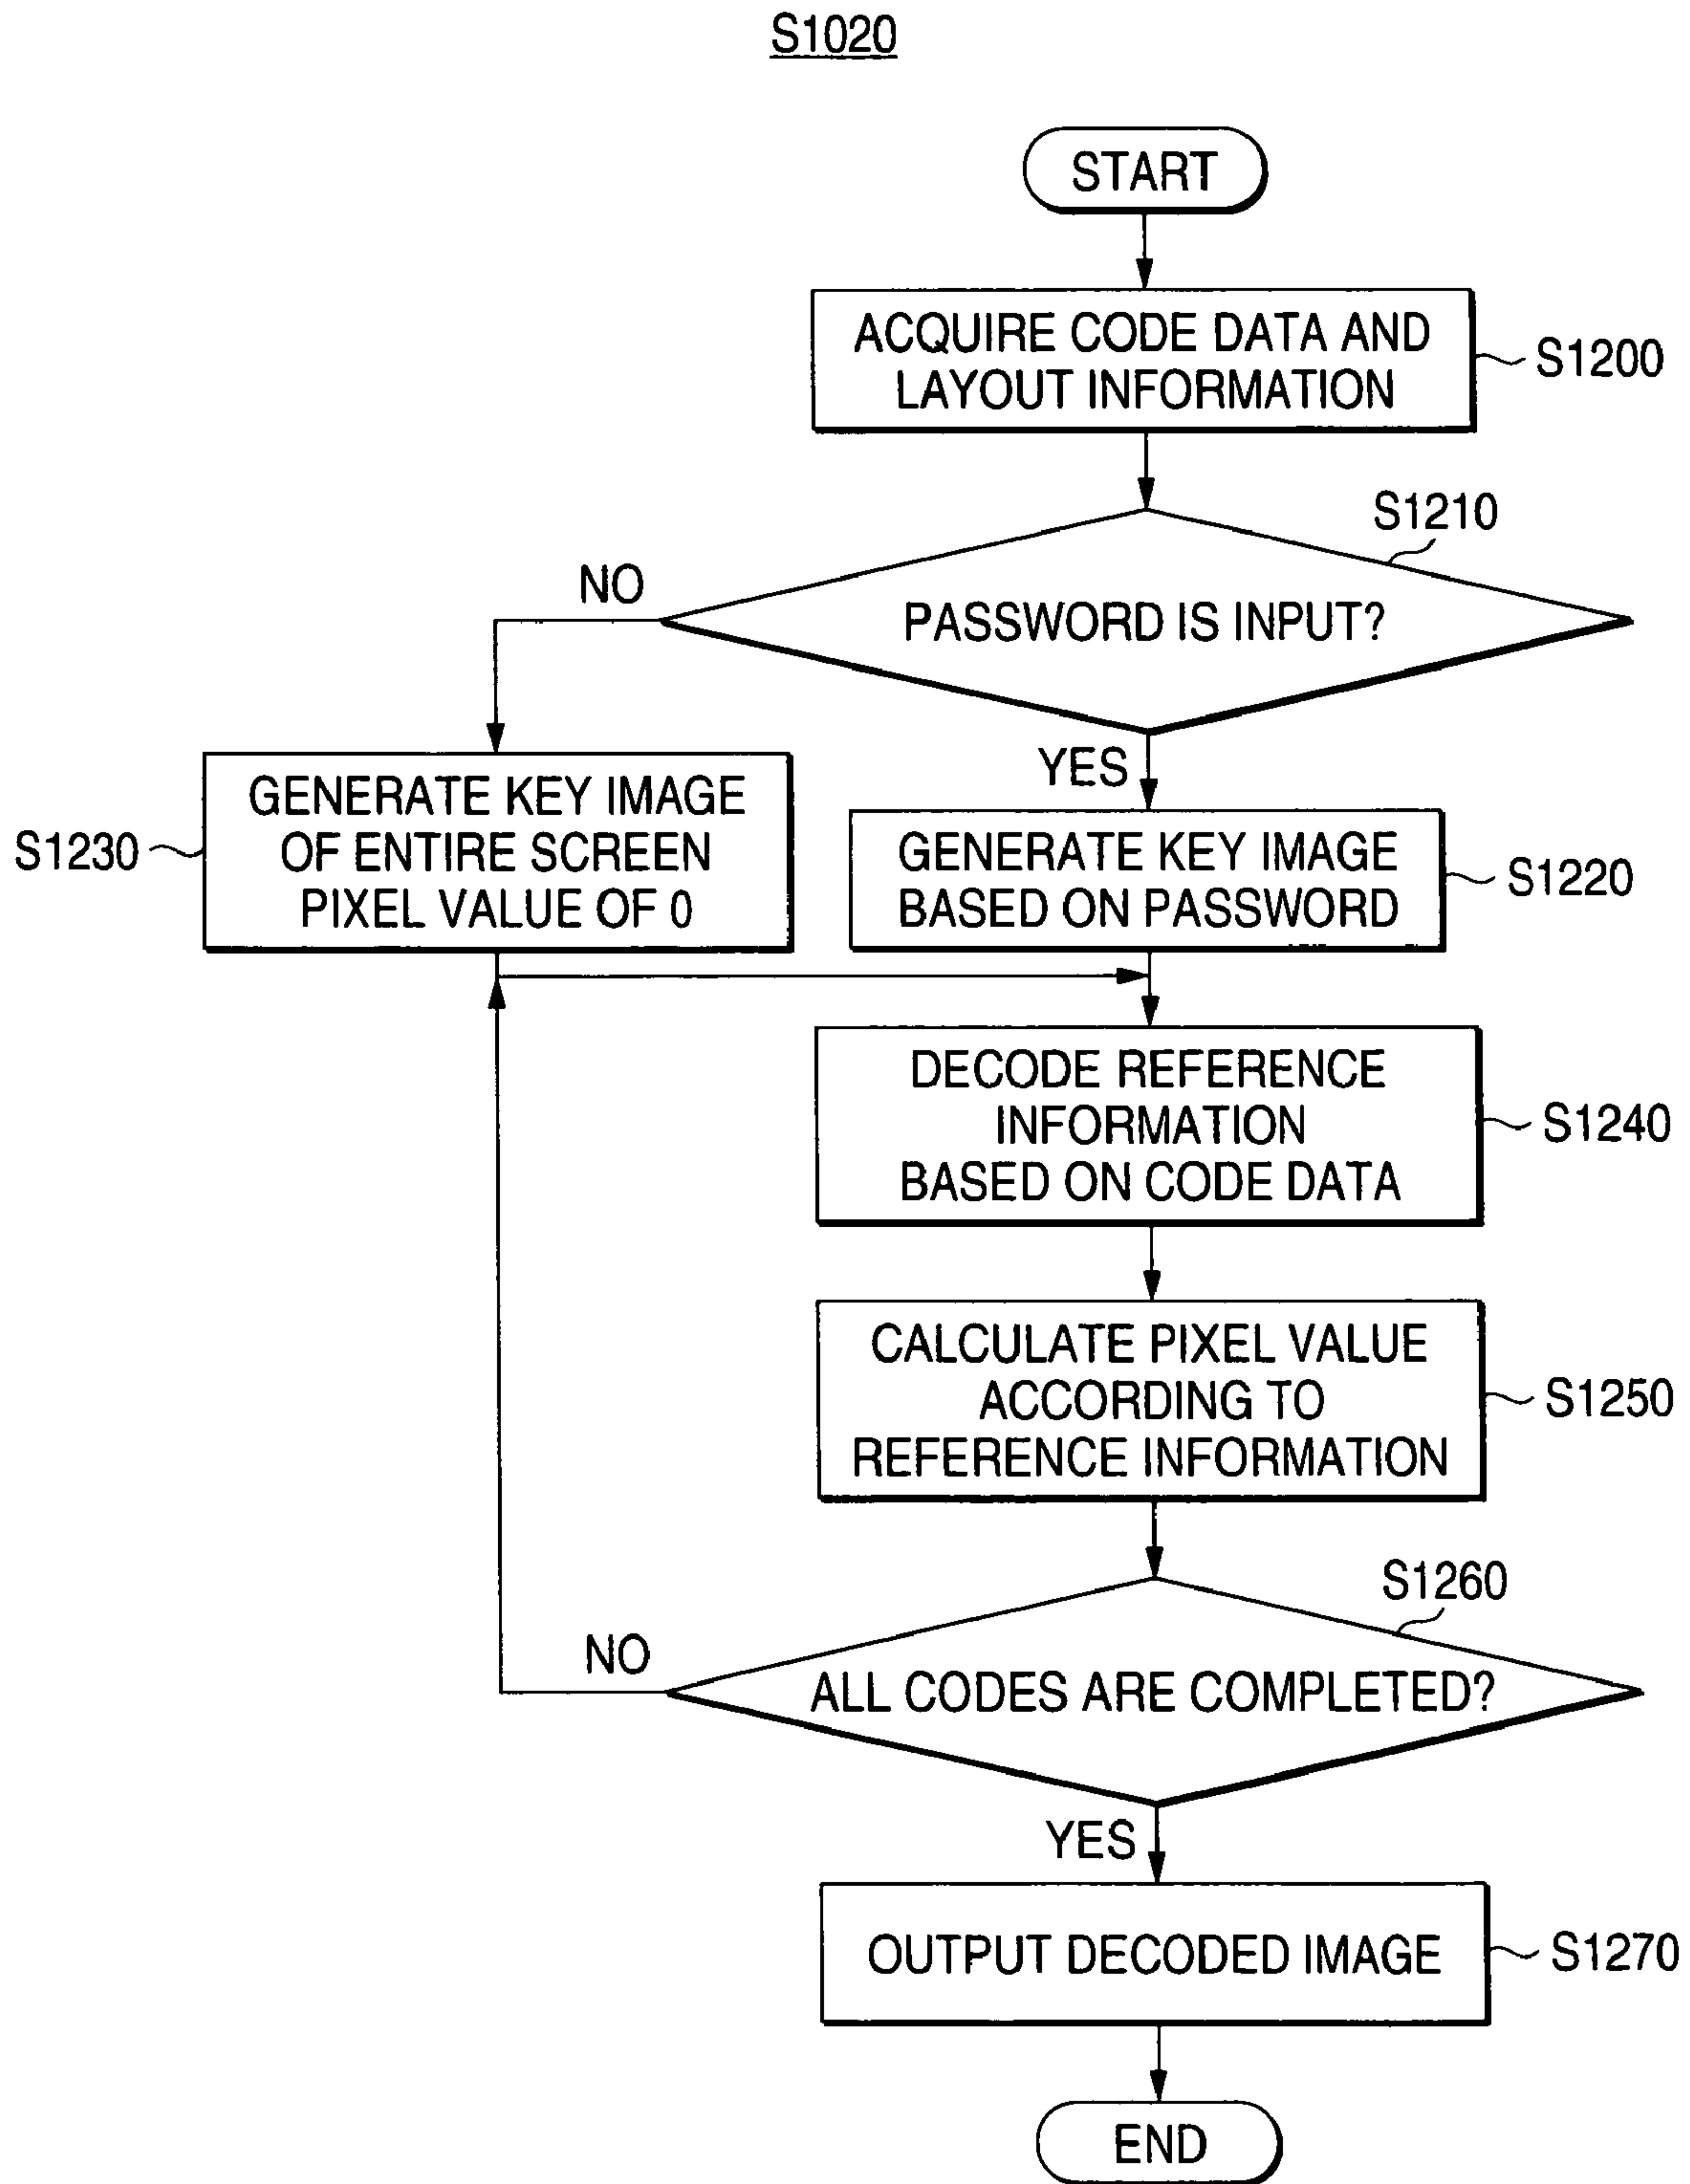 S1020
START
ACQUIRE CODE DATA AND
LAYOUT INFORMATION
S1200
S1210
NO
PASSWORD IS INPUT?
YES
GENERATE KEY IMAGE
OF ENTIRE SCREEN
PIXEL VALUE OF 0
S1230
GENERATE KEY IMAGE
BASED ON PASSWORD
S1220
DECODE REFERENCE
INFORMATION
BASED ON CODE DATA
S1240
CALCULATE PIXEL VALUE
ACCORDING TO
REFERENCE INFORMATION
S1250
S1260
NO
ALL CODES ARE COMPLETED?
YES
OUTPUT DECODED IMAGE
S1270
END